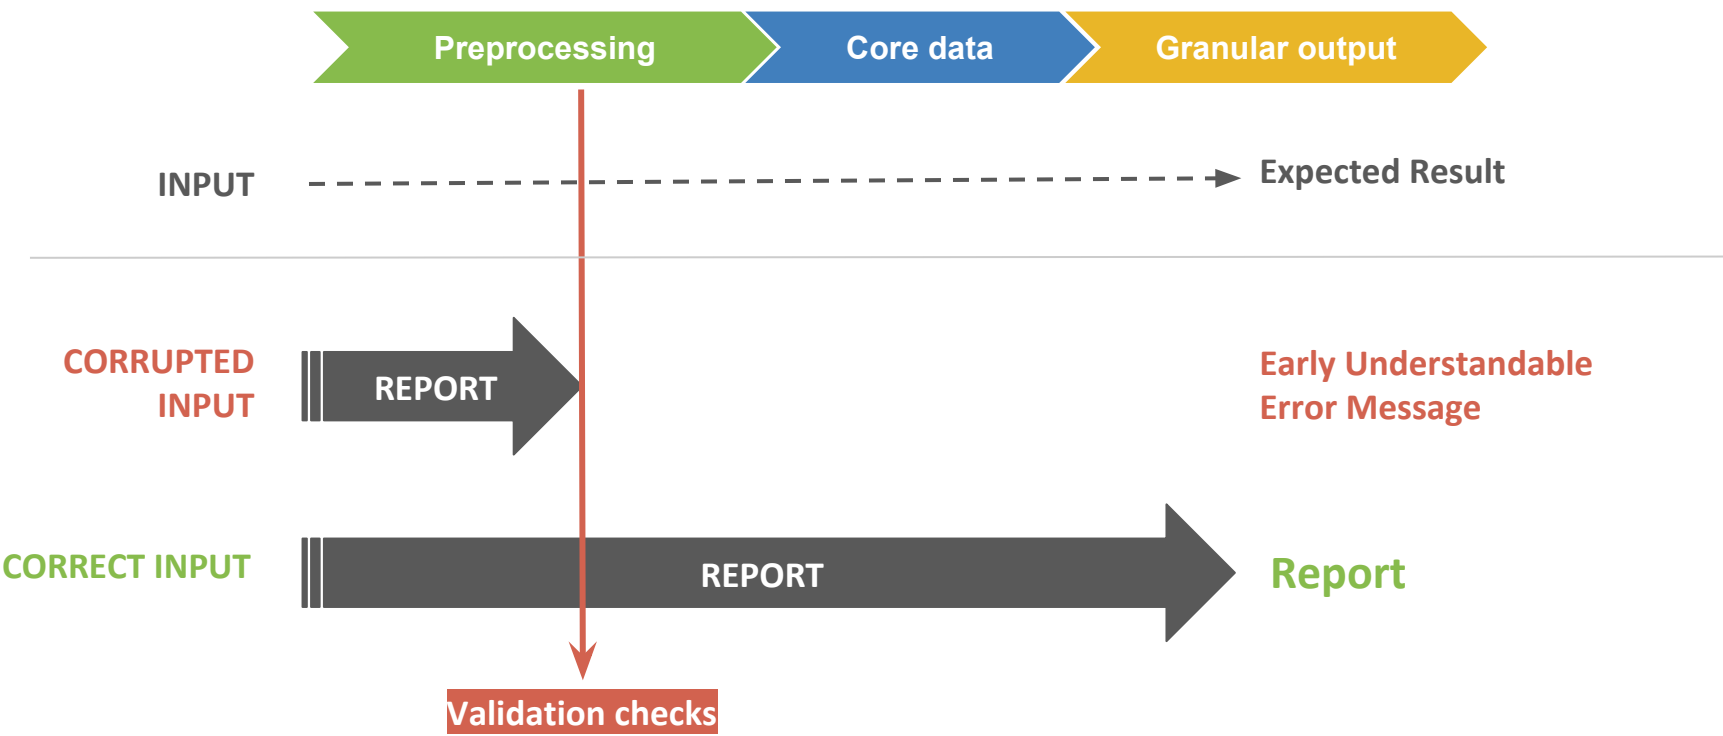 Preprocessing
Core data
Granular output
INPUT
Expected Result
CORRUPTED
INPUT
REPORT
Early Understandable
Error Message
CORRECT INPUT
REPORT
Report
Validation checks